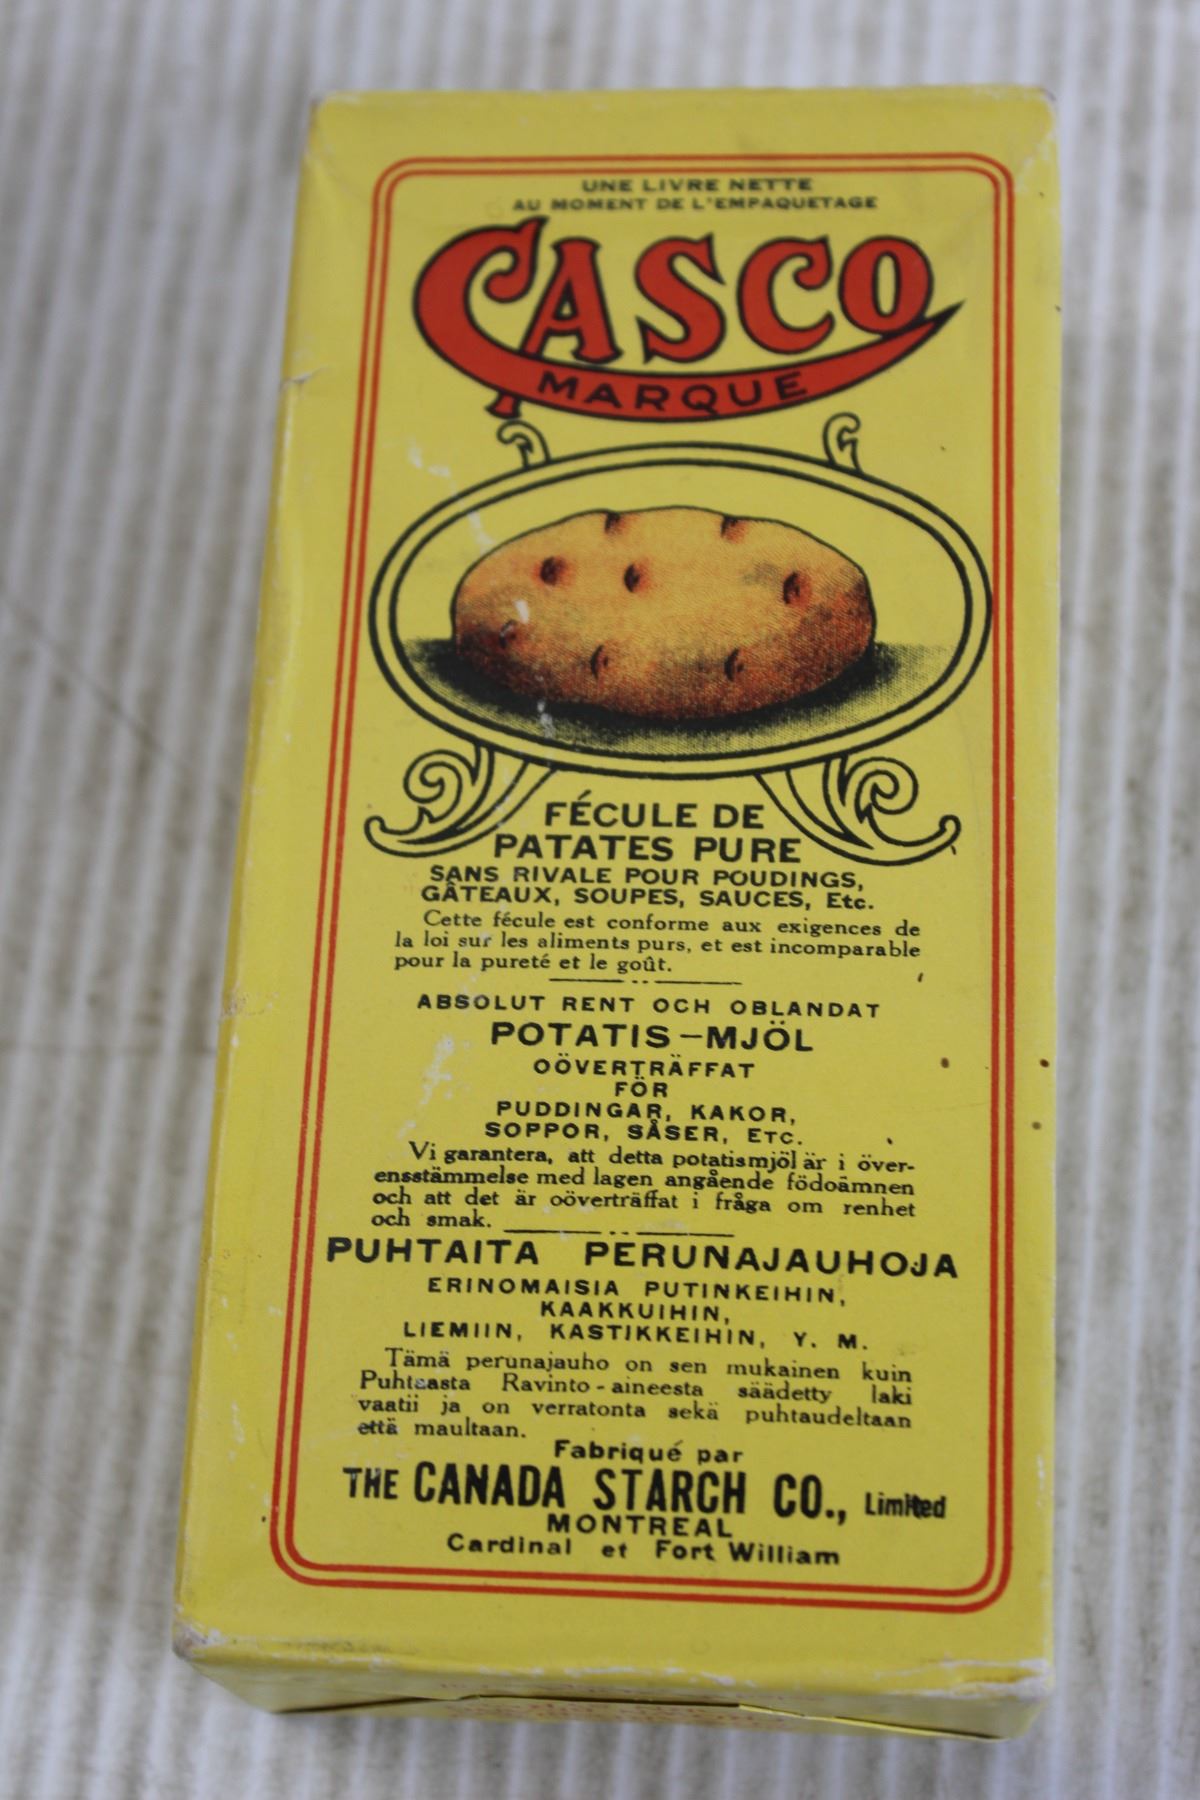 UNE LIVRE NETTE
AU MOMENT DE L'EMPAQUETAGE
CASCO
MARQUE
FÉCULE DE
PATATES PURE
SANS RIVALE POUR POUDINGS,
GÂTEAUX, SOUPES, SAUCES, Etc.
Cette fécule est conforme aux exigences de
la loi sur les aliments purs, et est incomparable
pour la pureté et le goût.
ABSOLUT RENT OCH OBLANDAT
POTATIS-MJÖL
OÖVERTRÄFFAT
FÖR
PUDDINGAR, KAKOR,
SOPPOR, SÅSER, ETC.
Vi garantera, att detta potatismjöl är i över-
ensstämmelse med lagen angående födoämnen
och att det är oöverträffat i fråga om renhet
och smak.
PUHTAITA PERUNAJAUHOJA
ERINOMAISIA PUTINKEIHIN,
KAAKKUIHIN,
LIEMIIN, KASTIKKEIHIN, Y. M.
Tämä perunajauho on sen mukainen kuin
Puhtaasta Ravinto-aineesta säädetty laki
vaatii ja on verratonta sekä puhtaudeltaan
että maultaan.
Fabriqué par
THE CANADA STARCH CO., Limited
MONTREAL
Cardinal et Fort William